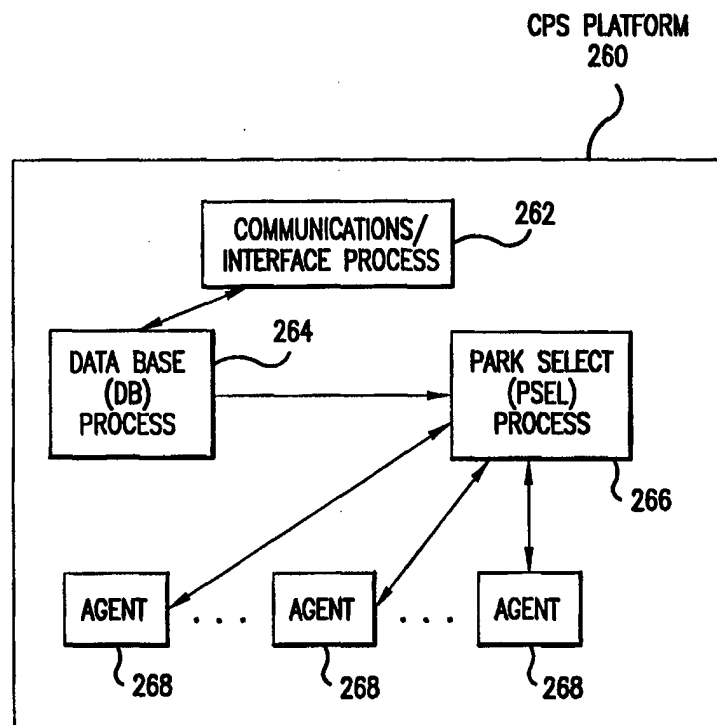 CPS PLATFORM
260
COMMUNICATIONS/
INTERFACE PROCESS
262
DATA BASE
(DB)
PROCESS
264
PARK SELECT
(PSEL)
PROCESS
266
AGENT
. . .
AGENT
. . .
AGENT
268
268
268